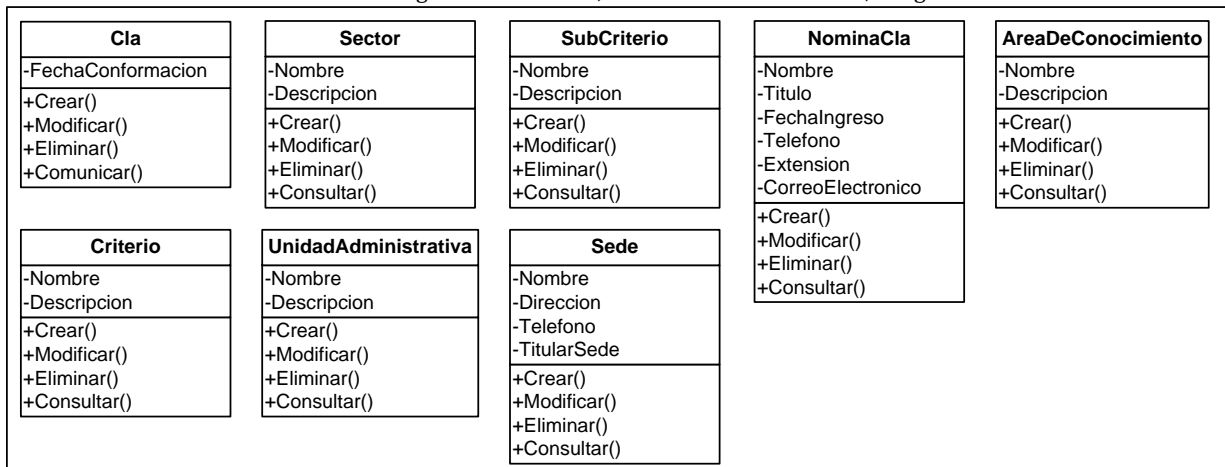 Cla
-FechaConformacion
+Crear()
+Modificar()
+Eliminar()
+Comunicar()
Sector
-Nombre
-Descripcion
+Crear()
+Modificar()
+Eliminar()
+Consultar()
SubCriterio
-Nombre
-Descripcion
+Crear()
+Modificar()
+Eliminar()
+Consultar()
NominaCla
-Nombre
-Titulo
-FechaIngreso
-Telefono
-Extension
-CorreoElectronico
+Crear()
+Modificar()
+Eliminar()
+Consultar()
AreaDeConocimiento
-Nombre
-Descripcion
+Crear()
+Modificar()
+Eliminar()
+Consultar()
Criterio
-Nombre
-Descripcion
+Crear()
+Modificar()
+Eliminar()
+Consultar()
UnidadAdministrativa
-Nombre
-Descripcion
+Crear()
+Modificar()
+Eliminar()
+Consultar()
Sede
-Nombre
-Direccion
-Telefono
-TitularSede
+Crear()
+Modificar()
+Eliminar()
+Consultar()